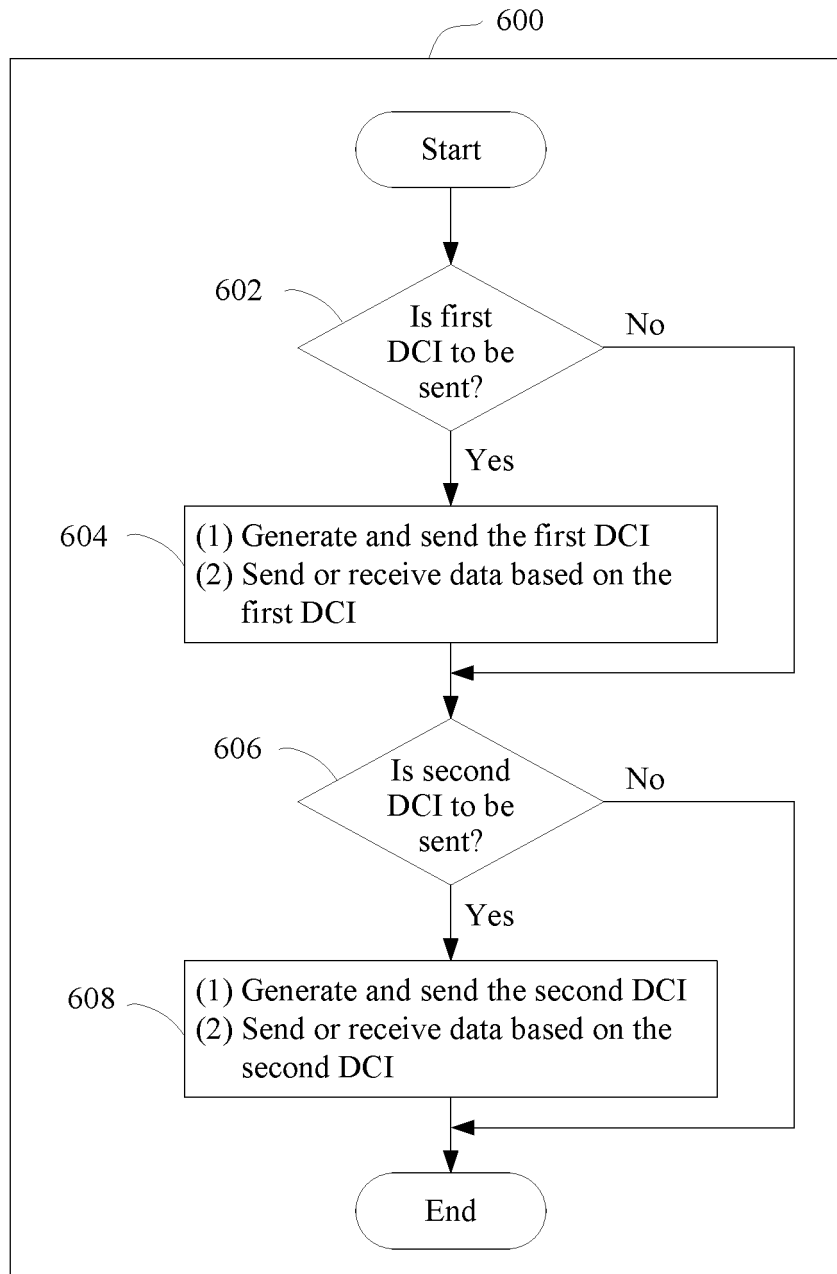 600
Start
602
Is first
DCI to be
sent?
No
Yes
604
(1) Generate and send the first DCI
(2) Send or receive data based on the
first DCI
606
Is second
DCI to be
sent?
No
Yes
608
(1) Generate and send the second DCI
(2) Send or receive data based on the
second DCI
End